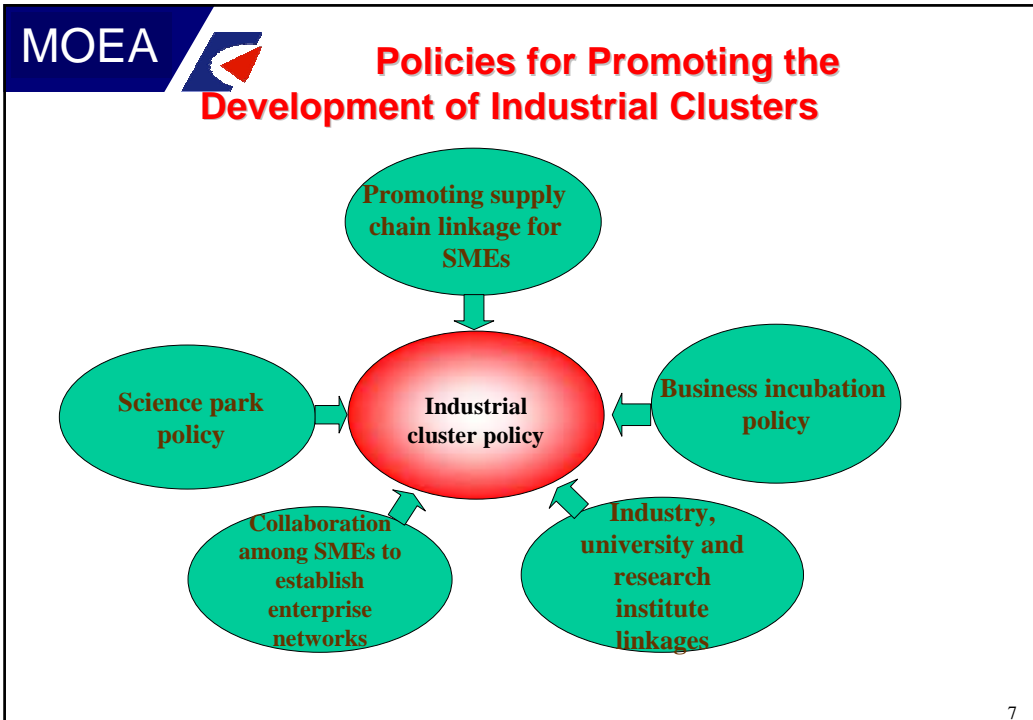 MOEA
Policies for Promoting the
Development of Industrial Clusters
Promoting supply
chain linkage for
SMEs
Science park
policy
Industrial
cluster policy
Business incubation
policy
Collaboration
among SMEs to
establish
enterprise
networks
Industry,
university and
research
institute
linkages
7